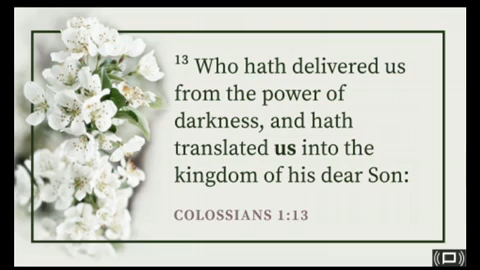 ¹³ Who hath delivered us
from the power of
darkness, and hath
translated us into the
kingdom of his dear Son:
COLOSSIANS 1:13